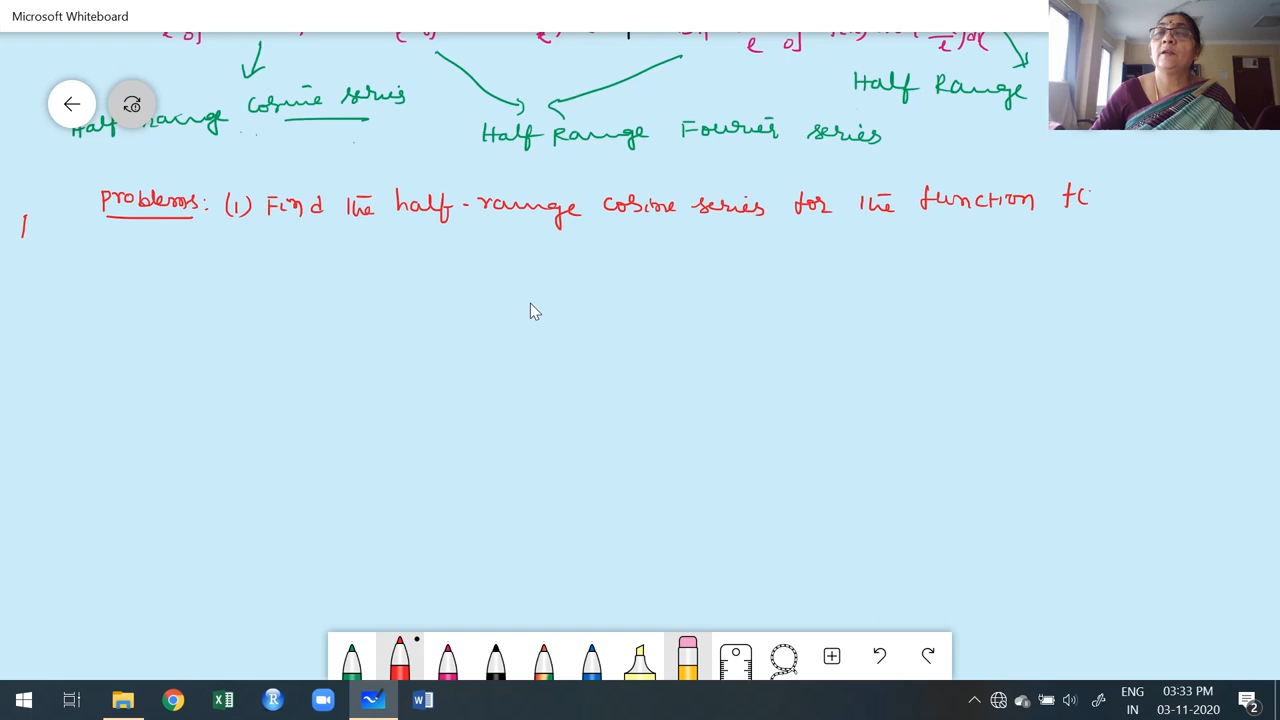 Microsoft Whiteboard
Half Range
cosine series
Half Range Fourier series
Half Range
Problems: (1) Find the half-range cosine series for the function f(
ENG
IN
03:33 PM
03-11-2020
2